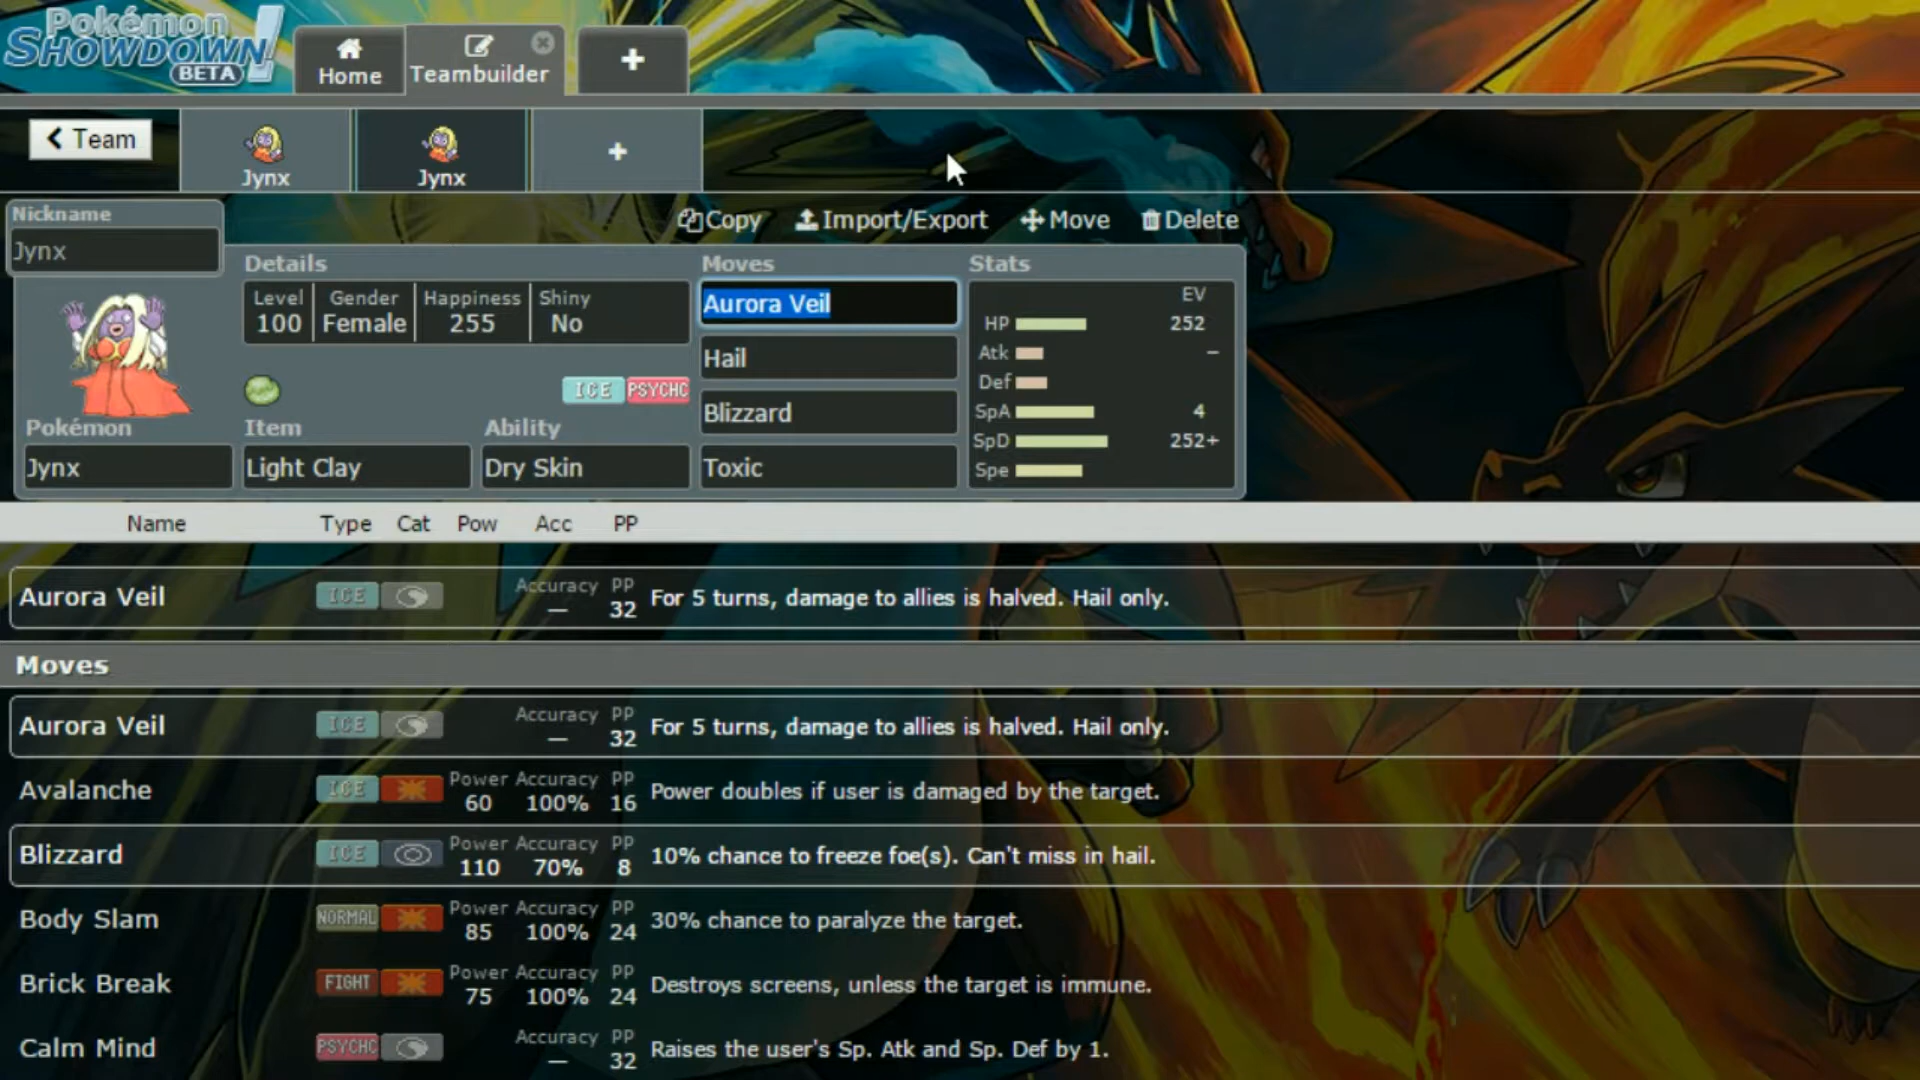 Pokémon
SHOWDOWN!
BETA
Home
Teambuilder
+
Team
Jynx
Jynx
+
Nickname
Jynx
Copy
Import/Export
Move
Delete
Details
Moves
Stats
Level
Gender
Happiness
Shiny
100
Female
255
No
Aurora Veil
Hail
Blizzard
Toxic
EV
HP 252
Atk –
Def
SpA 4
SpD 252+
Spe
ICE PSYCHC
Pokémon
Item
Ability
Jynx
Light Clay
Dry Skin
Name Type Cat Pow Acc PP
Aurora Veil ICE Accuracy — PP 32 For 5 turns, damage to allies is halved. Hail only.
Moves
Aurora Veil ICE Accuracy — PP 32 For 5 turns, damage to allies is halved. Hail only.
Avalanche ICE Power 60 Accuracy 100% PP 16 Power doubles if user is damaged by the target.
Blizzard ICE Power 110 Accuracy 70% PP 8 10% chance to freeze foe(s). Can't miss in hail.
Body Slam NORMAL Power 85 Accuracy 100% PP 24 30% chance to paralyze the target.
Brick Break FIGHT Power 75 Accuracy 100% PP 24 Destroys screens, unless the target is immune.
Calm Mind PSYCHC Accuracy — PP 32 Raises the user's Sp. Atk and Sp. Def by 1.